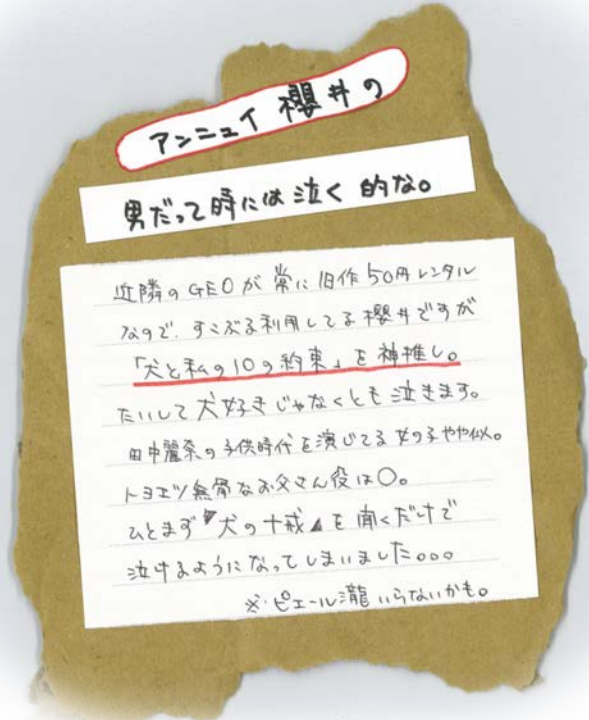 アンニュイ櫻井の
男だって時には泣く的な。
近隣のGEOが常に旧作50円レンタル
なので、すこぶる利用してる櫻井ですが
「犬と私の10の約束」を神推し。
たいして犬好きじゃなくとも泣きます。
田中麗奈の子供時代を演じてる女の子やや似。
トヨエツ無骨なお父さん役は○。
ひとまず〝犬の十戒〟を聞くだけで
泣けるようになってしまいました。。。
※ピエール瀧いらないかも。